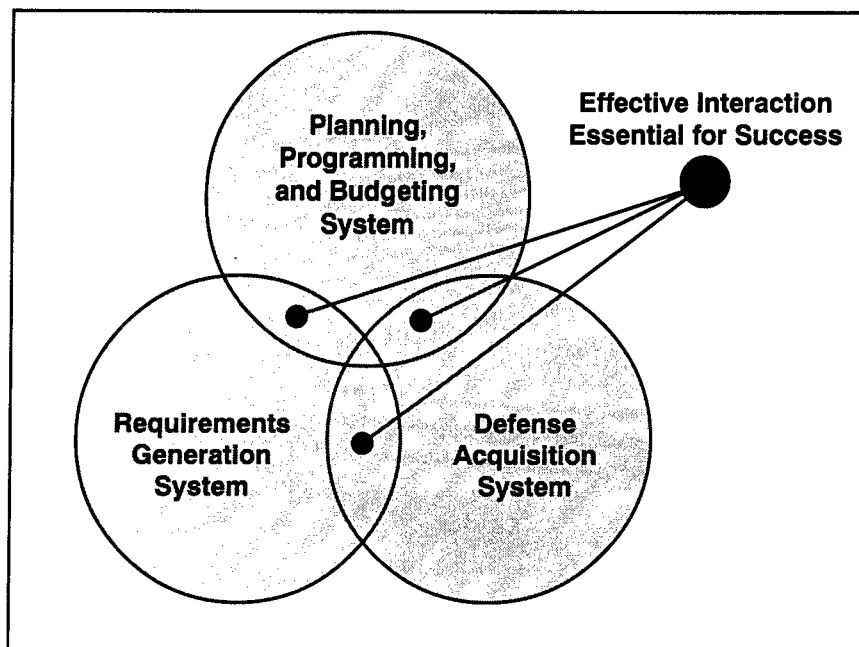 Planning,
Programming,
and Budgeting
System
Effective Interaction
Essential for Success
Requirements
Generation
System
Defense
Acquisition
System